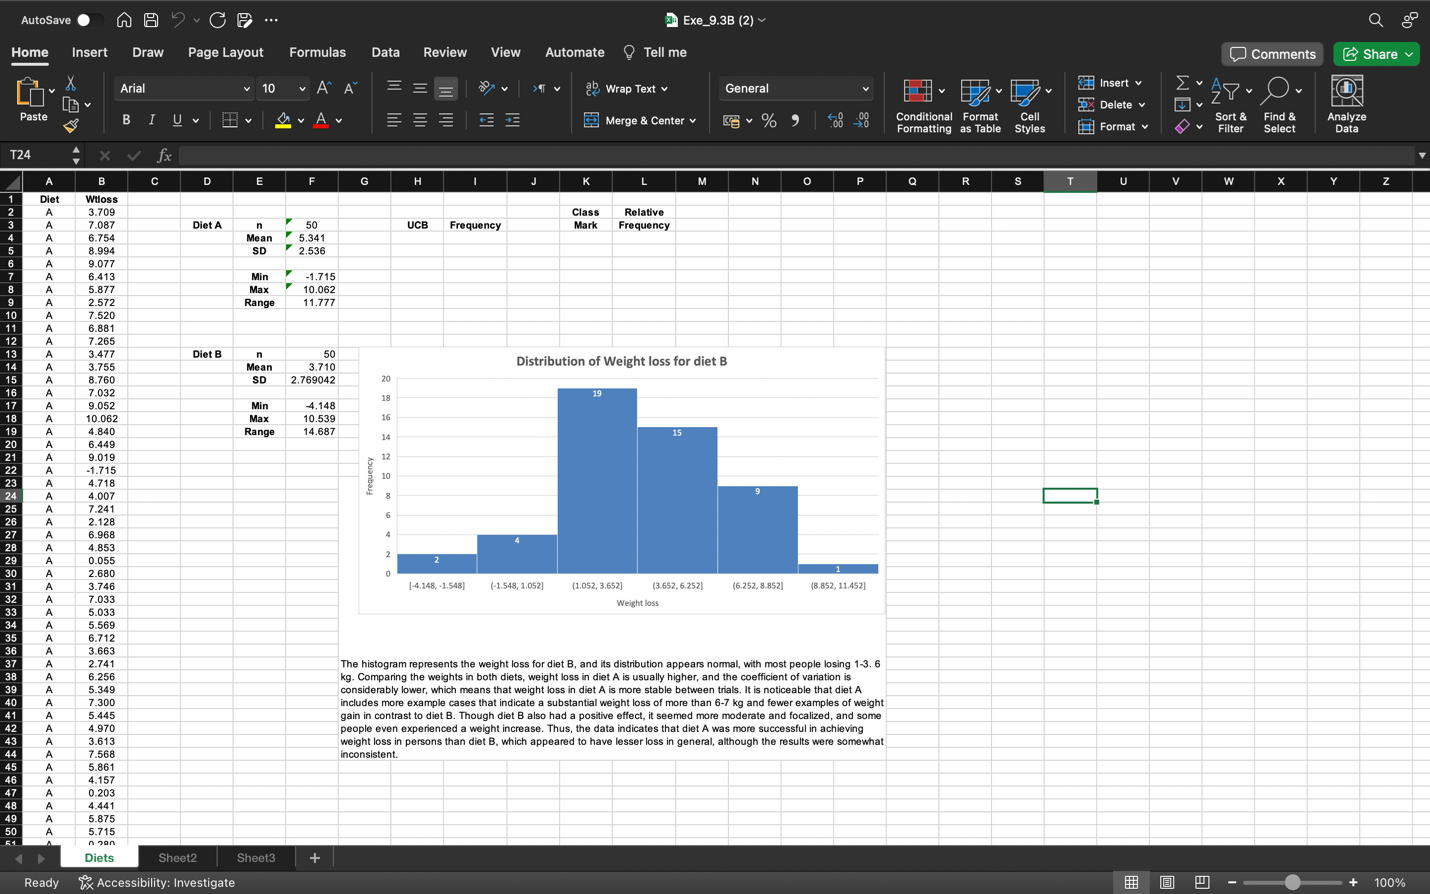 AutoSave
Exe_9.3B (2)
Home Insert Draw Page Layout Formulas Data Review View Automate Tell me
Comments Share
Paste
Arial 10
B I U
Wrap Text
Merge & Center
General
Conditional Formatting
Format as Table
Cell Styles
Insert
Delete
Format
Sort & Filter
Find & Select
Analyze Data
T24 fx
A B C D E F G H I J K L M N O P Q R S T U V W X Y Z
1 Diet Wtloss
2 A 3.709 Class Relative
3 A 7.087 Diet A n 50 UCB Frequency Mark Frequency
4 A 6.754 Mean 5.341
5 A 8.994 SD 2.536
6 A 9.077
7 A 6.413 Min -1.715
8 A 5.877 Max 10.062
9 A 2.572 Range 11.777
10 A 7.520
11 A 6.881
12 A 7.265
13 A 3.477 Diet B n 50
14 A 3.755 Mean 3.710
15 A 8.760 SD 2.769042
16 A 7.032
17 A 9.052 Min -4.148
18 A 10.062 Max 10.539
19 A 4.840 Range 14.687
20 A 6.449
21 A 9.019
22 A -1.715
23 A 4.718
24 A 4.007
25 A 7.241
26 A 2.128
27 A 6.968
28 A 4.853
29 A 0.055
30 A 2.680
31 A 3.746
32 A 7.033
33 A 5.033
34 A 5.569
35 A 6.712
36 A 3.663
37 A 2.741
38 A 6.256
39 A 5.349
40 A 7.300
41 A 5.445
42 A 4.970
43 A 3.613
44 A 7.568
45 A 5.861
46 A 4.157
47 A 0.203
48 A 4.441
49 A 5.875
50 A 5.715
51 A 0.280
Distribution of Weight loss for diet B
20
18
16
14
12
10
8
6
4
2
0
Frequency
2 4 19 15 9 1
[-4.148, -1.548] (-1.548, 1.052] (1.052, 3.652] (3.652, 6.252] (6.252, 8.852] (8.852, 11.452]
Weight loss
The histogram represents the weight loss for diet B, and its distribution appears normal, with most people losing 1-3. 6
kg. Comparing the weights in both diets, weight loss in diet A is usually higher, and the coefficient of variation is
considerably lower, which means that weight loss in diet A is more stable between trials. It is noticeable that diet A
includes more example cases that indicate a substantial weight loss of more than 6-7 kg and fewer examples of weight
gain in contrast to diet B. Though diet B also had a positive effect, it seemed more moderate and focalized, and some
people even experienced a weight increase. Thus, the data indicates that diet A was more successful in achieving
weight loss in persons than diet B, which appeared to have lesser loss in general, although the results were somewhat
inconsistent.
Diets Sheet2 Sheet3 +
Ready Accessibility: Investigate
100%